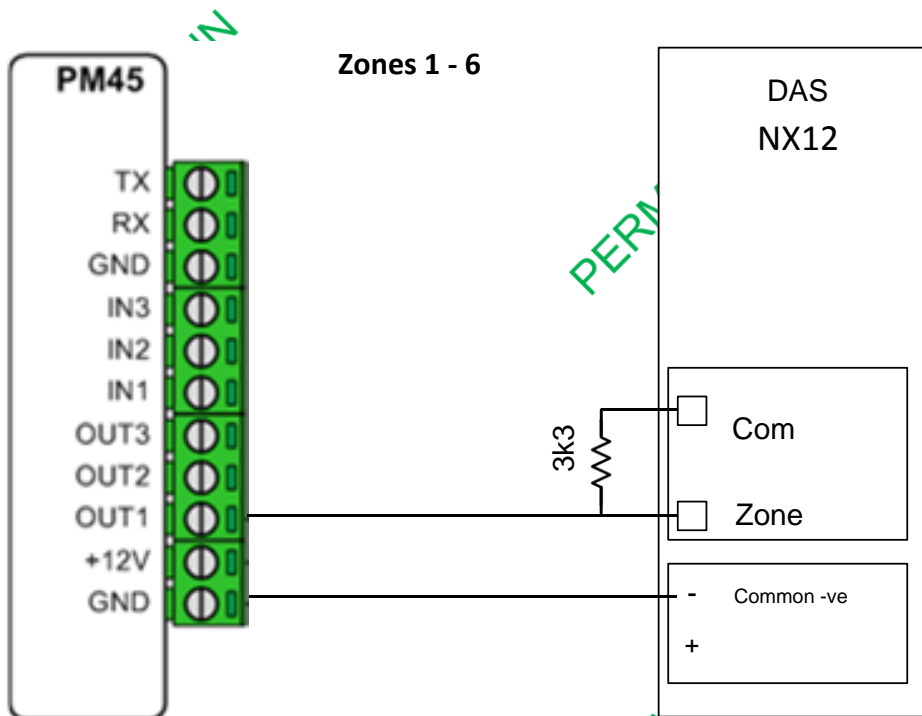 IN
Zones 1 - 6
PM45
TX
RX
GND
IN3
IN2
IN1
OUT3
OUT2
OUT1
+12V
GND
3k3
PERM
DAS
NX12
Com
Zone
- Common -ve
+